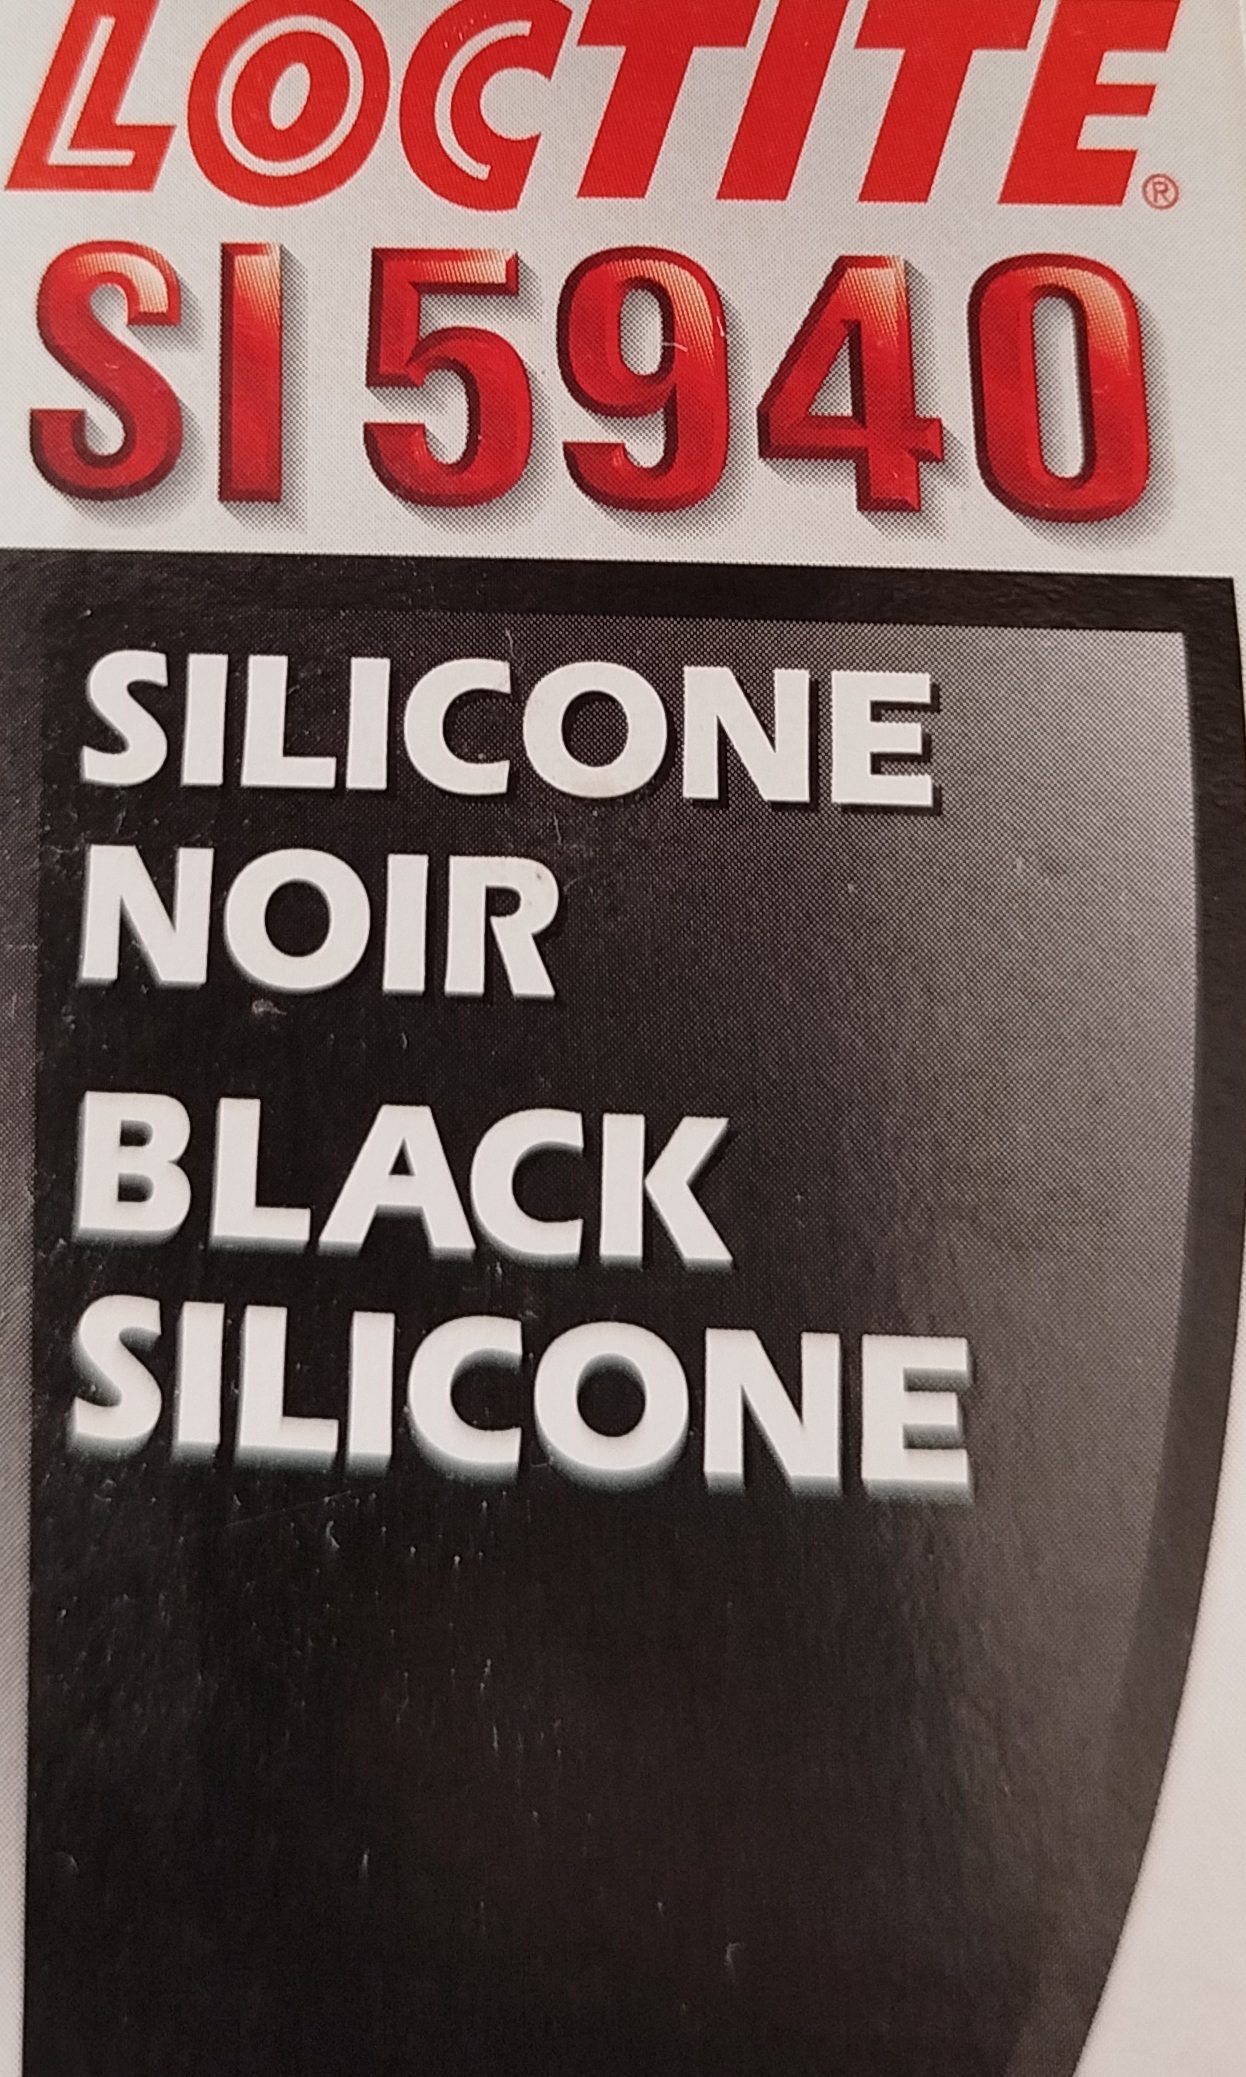 LOCTITE®
SI 5940
SILICONE
NOIR
BLACK
SILICONE